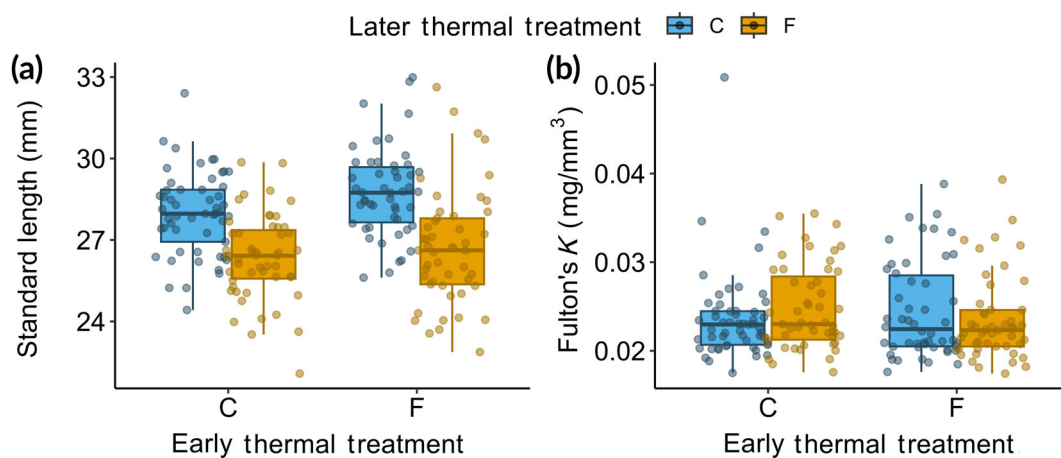 Later thermal treatment C F
(a)
Standard length (mm)
33
30
27
24
C F
Early thermal treatment
(b)
Fulton's K (mg/mm³)
0.05
0.04
0.03
0.02
C F
Early thermal treatment